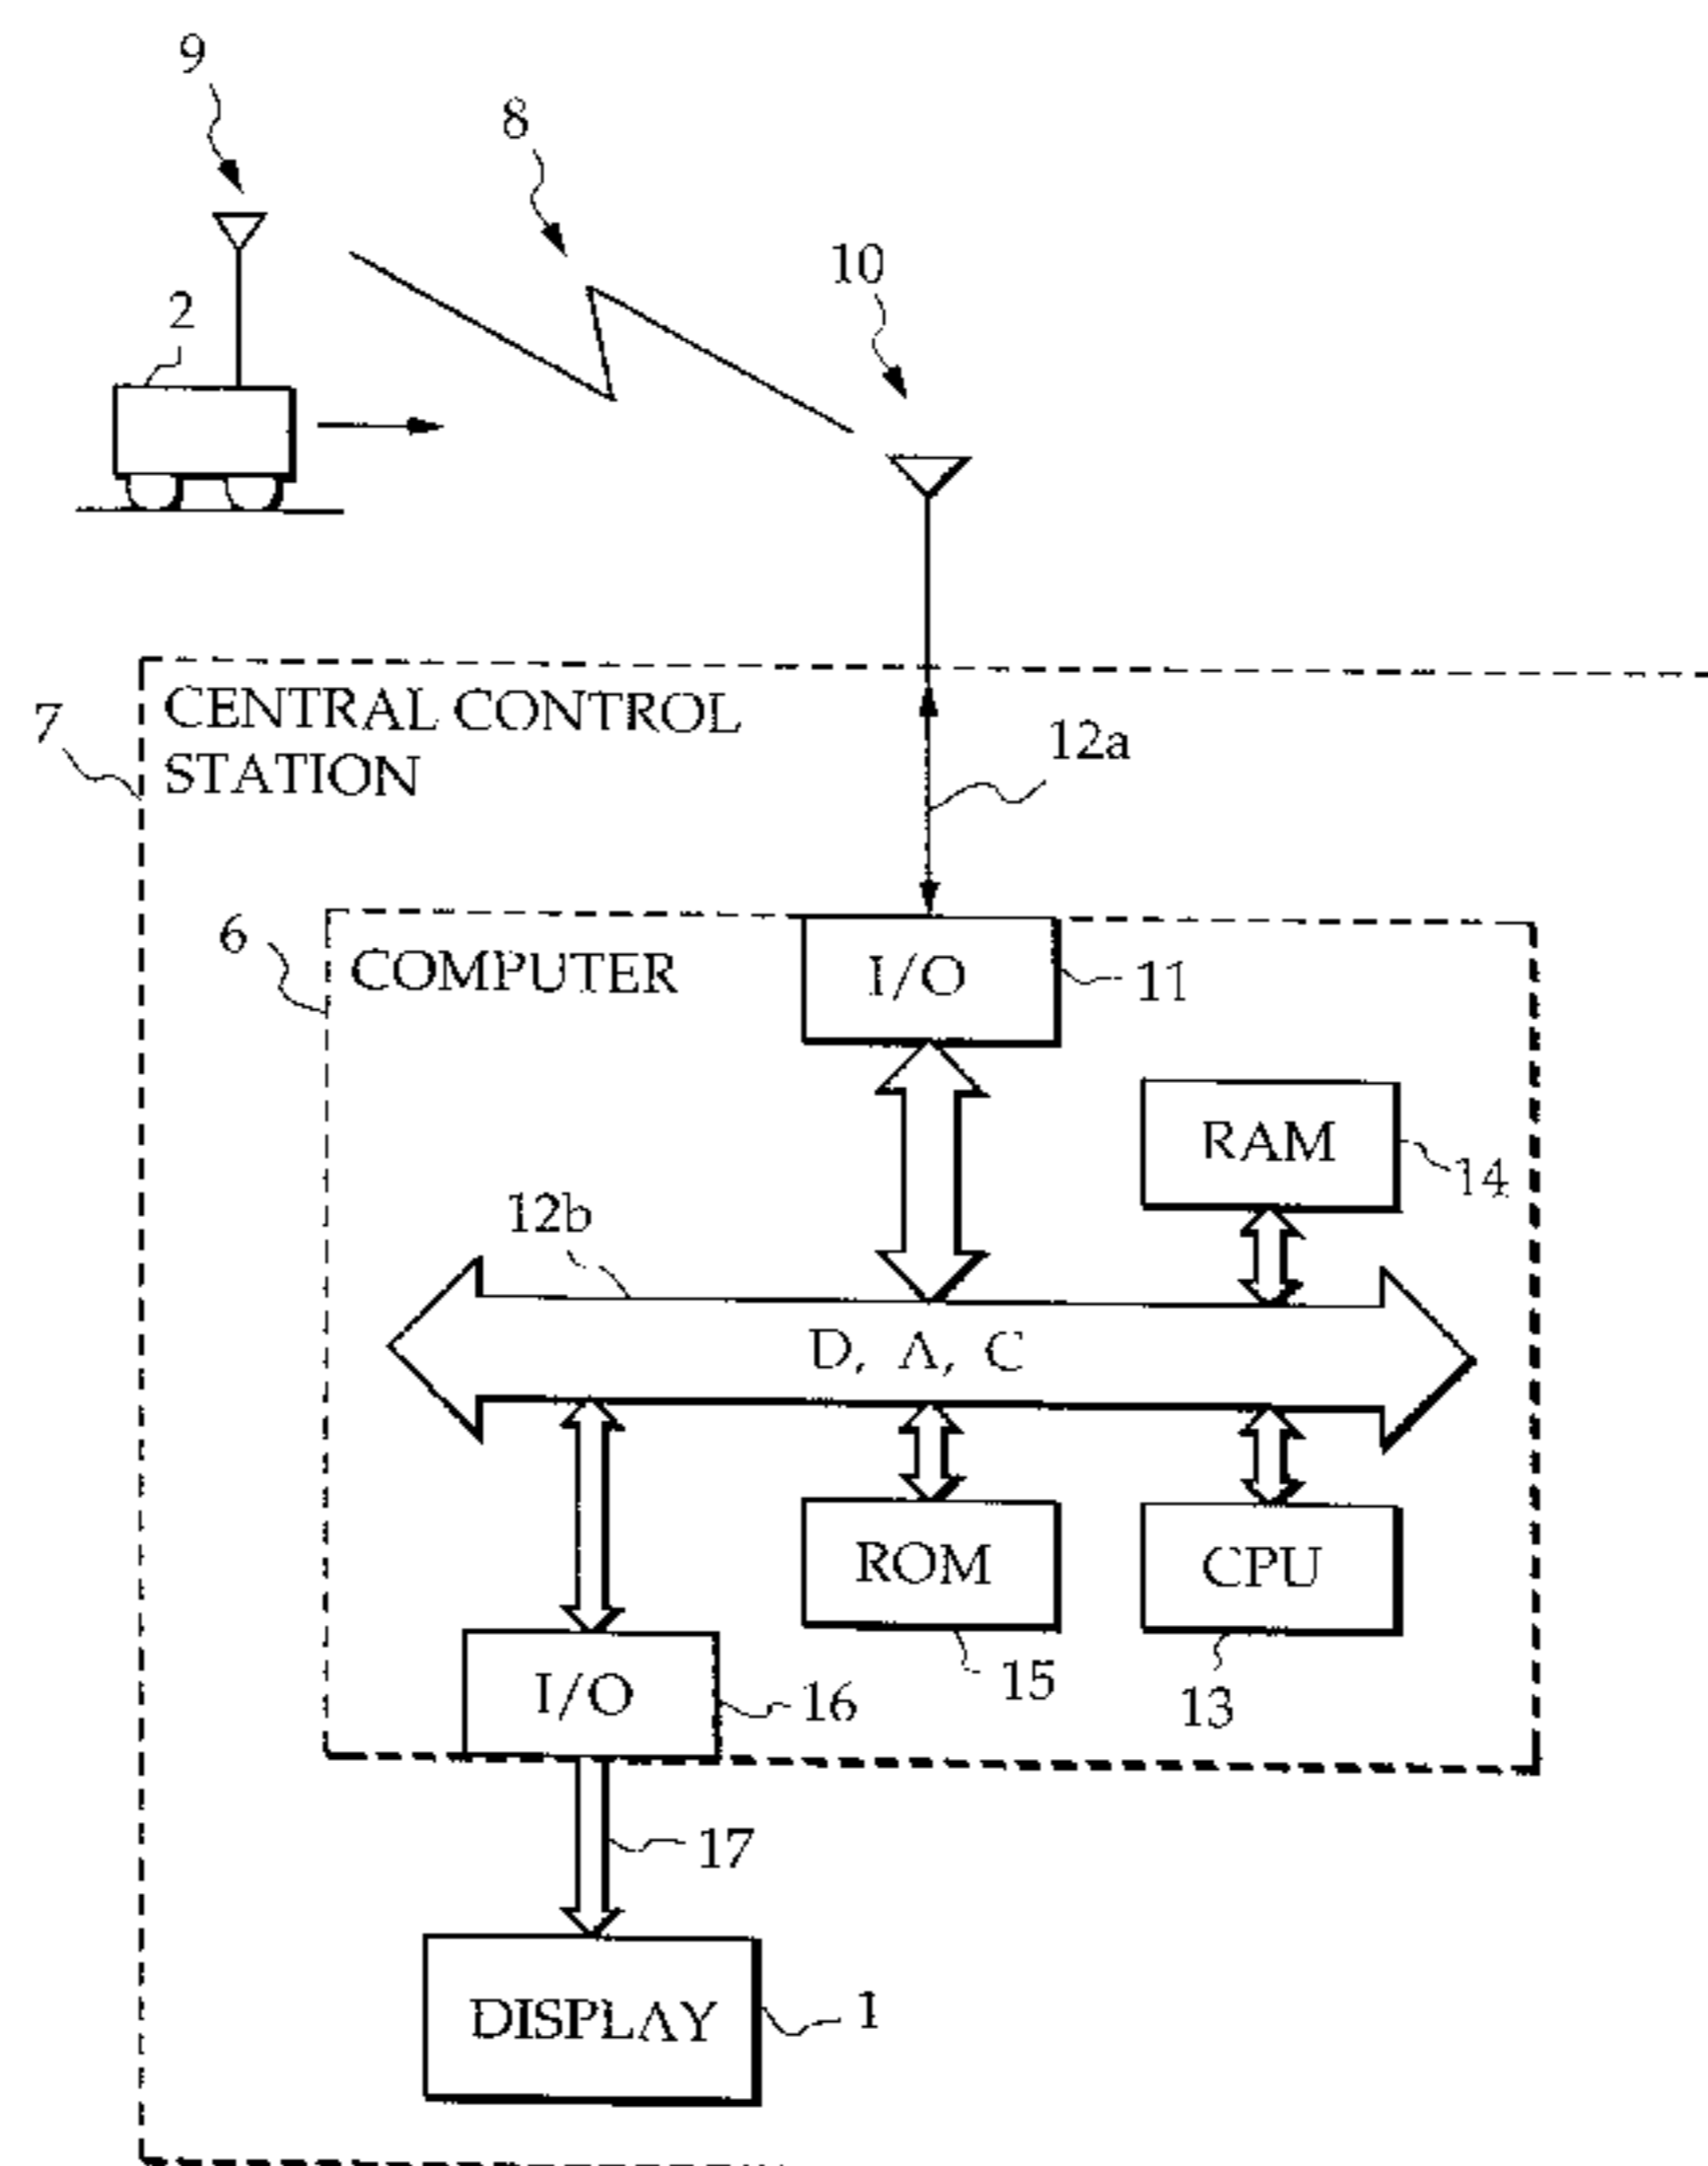 9
8
10
2
7
CENTRAL CONTROL
STATION
12a
6
COMPUTER
I/O
11
RAM
14
12b
D, A, C
ROM
CPU
15
13
I/O
16
17
DISPLAY
1